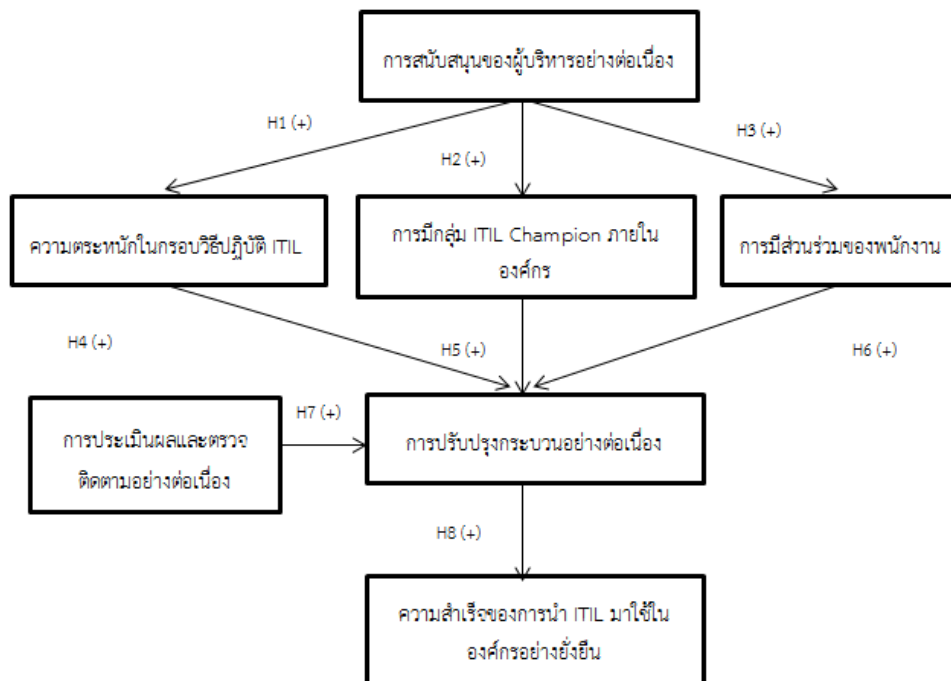 การสนับสนุนของผู้บริหารอย่างต่อเนื่อง
H1 (+)
H2 (+)
H3 (+)
ความตระหนักในกรอบวิธีปฏิบัติ ITIL
การมีกลุ่ม ITIL Champion ภายใน
องค์กร
การมีส่วนร่วมของพนักงาน
H4 (+)
H5 (+)
H6 (+)
การประเมินผลและตรวจ
ติดตามอย่างต่อเนื่อง
H7 (+)
การปรับปรุงกระบวนอย่างต่อเนื่อง
H8 (+)
ความสำเร็จของการนำ ITIL มาใช้ใน
องค์กรอย่างยั่งยืน